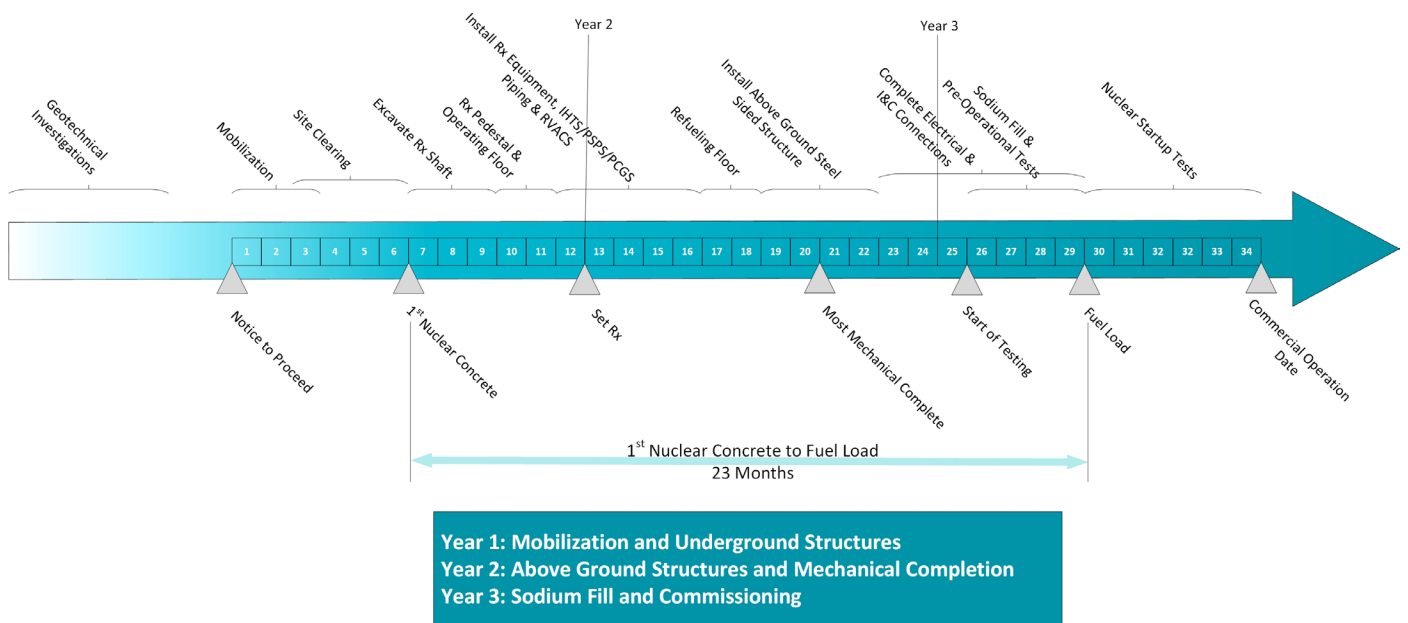 Year 2
Year 3
Geotechnical
Investigations
Mobilization
Site Clearing
Excavate Rx Shaft
Rx Pedestal &
Operating Floor
Install Rx Equipment, IHTS/PSPS/PCGS
Piping & RVACS
Refueling Floor
Install Above Ground Steel
Sided Structure
Complete Electrical &
I&C Connections
Sodium Fill &
Pre-Operational Tests
Nuclear Startup Tests
1 2 3 4 5 6 7 8 9 10 11 12 13 14 15 16 17 18 19 20 21 22 23 24 25 26 27 28 29 30 31 32 32 33 34
Notice to Proceed
1st Nuclear Concrete
Set Rx
Most Mechanical Complete
Start of Testing
Fuel Load
Commercial Operation
Date
1st Nuclear Concrete to Fuel Load
23 Months
Year 1: Mobilization and Underground Structures
Year 2: Above Ground Structures and Mechanical Completion
Year 3: Sodium Fill and Commissioning